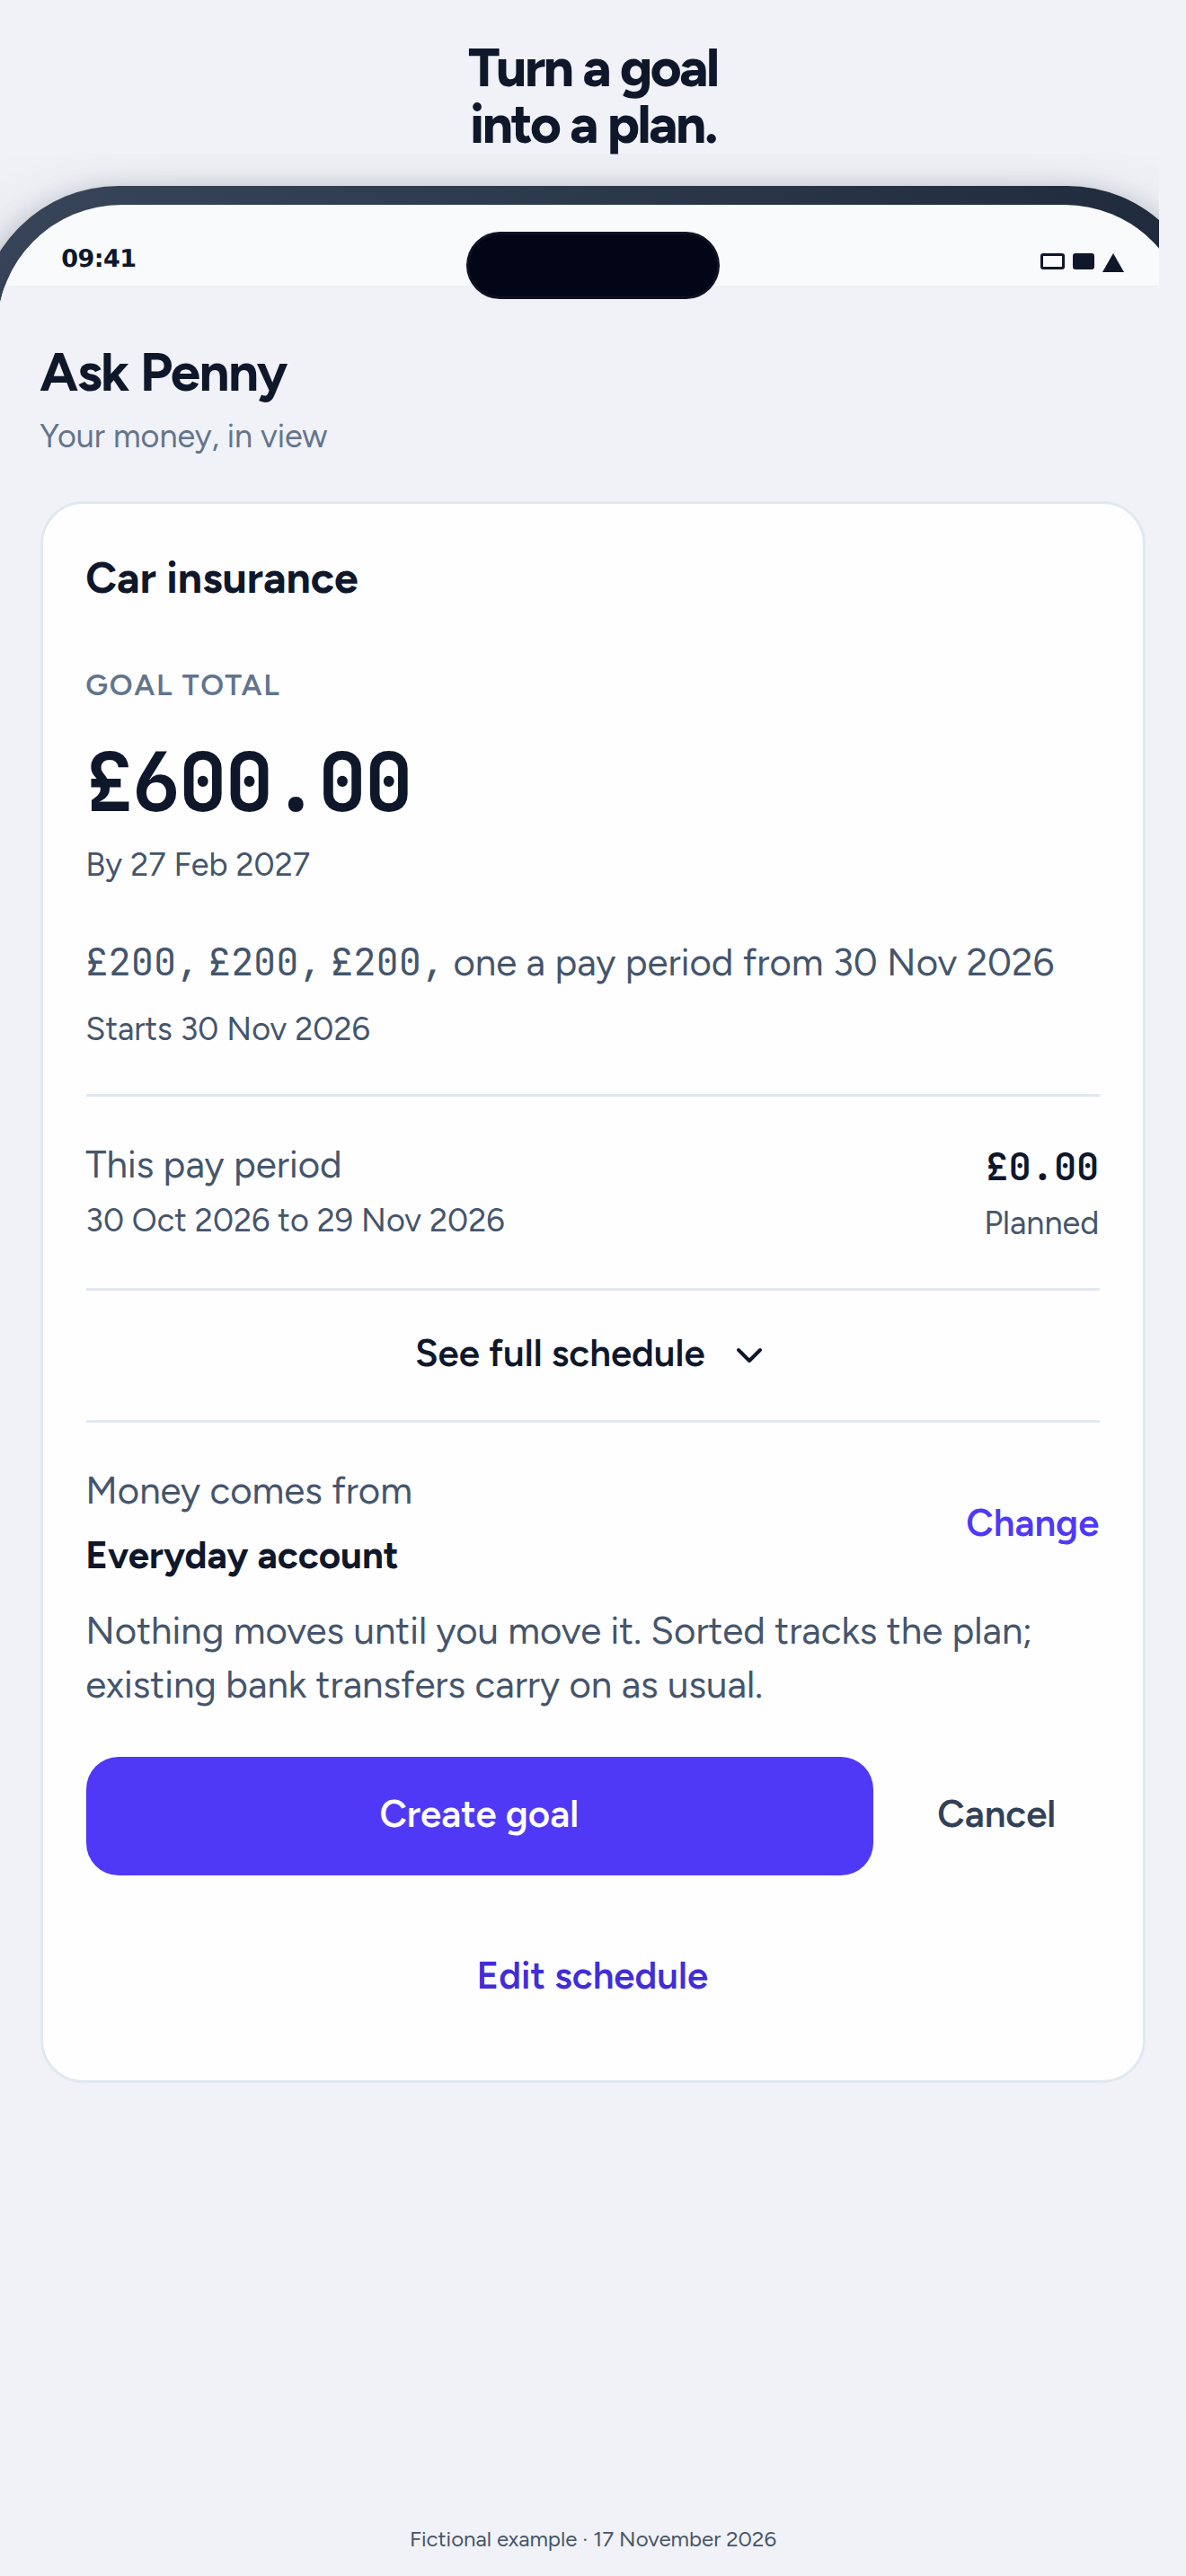 Turn a goal
into a plan.
09:41
Ask Penny
Your money, in view
Car insurance
GOAL TOTAL
£600.00
By 27 Feb 2027
£200, £200, £200, one a pay period from 30 Nov 2026
Starts 30 Nov 2026
This pay period
£0.00
30 Oct 2026 to 29 Nov 2026
Planned
See full schedule
Money comes from
Change
Everyday account
Nothing moves until you move it. Sorted tracks the plan;
existing bank transfers carry on as usual.
Create goal
Cancel
Edit schedule
Fictional example · 17 November 2026